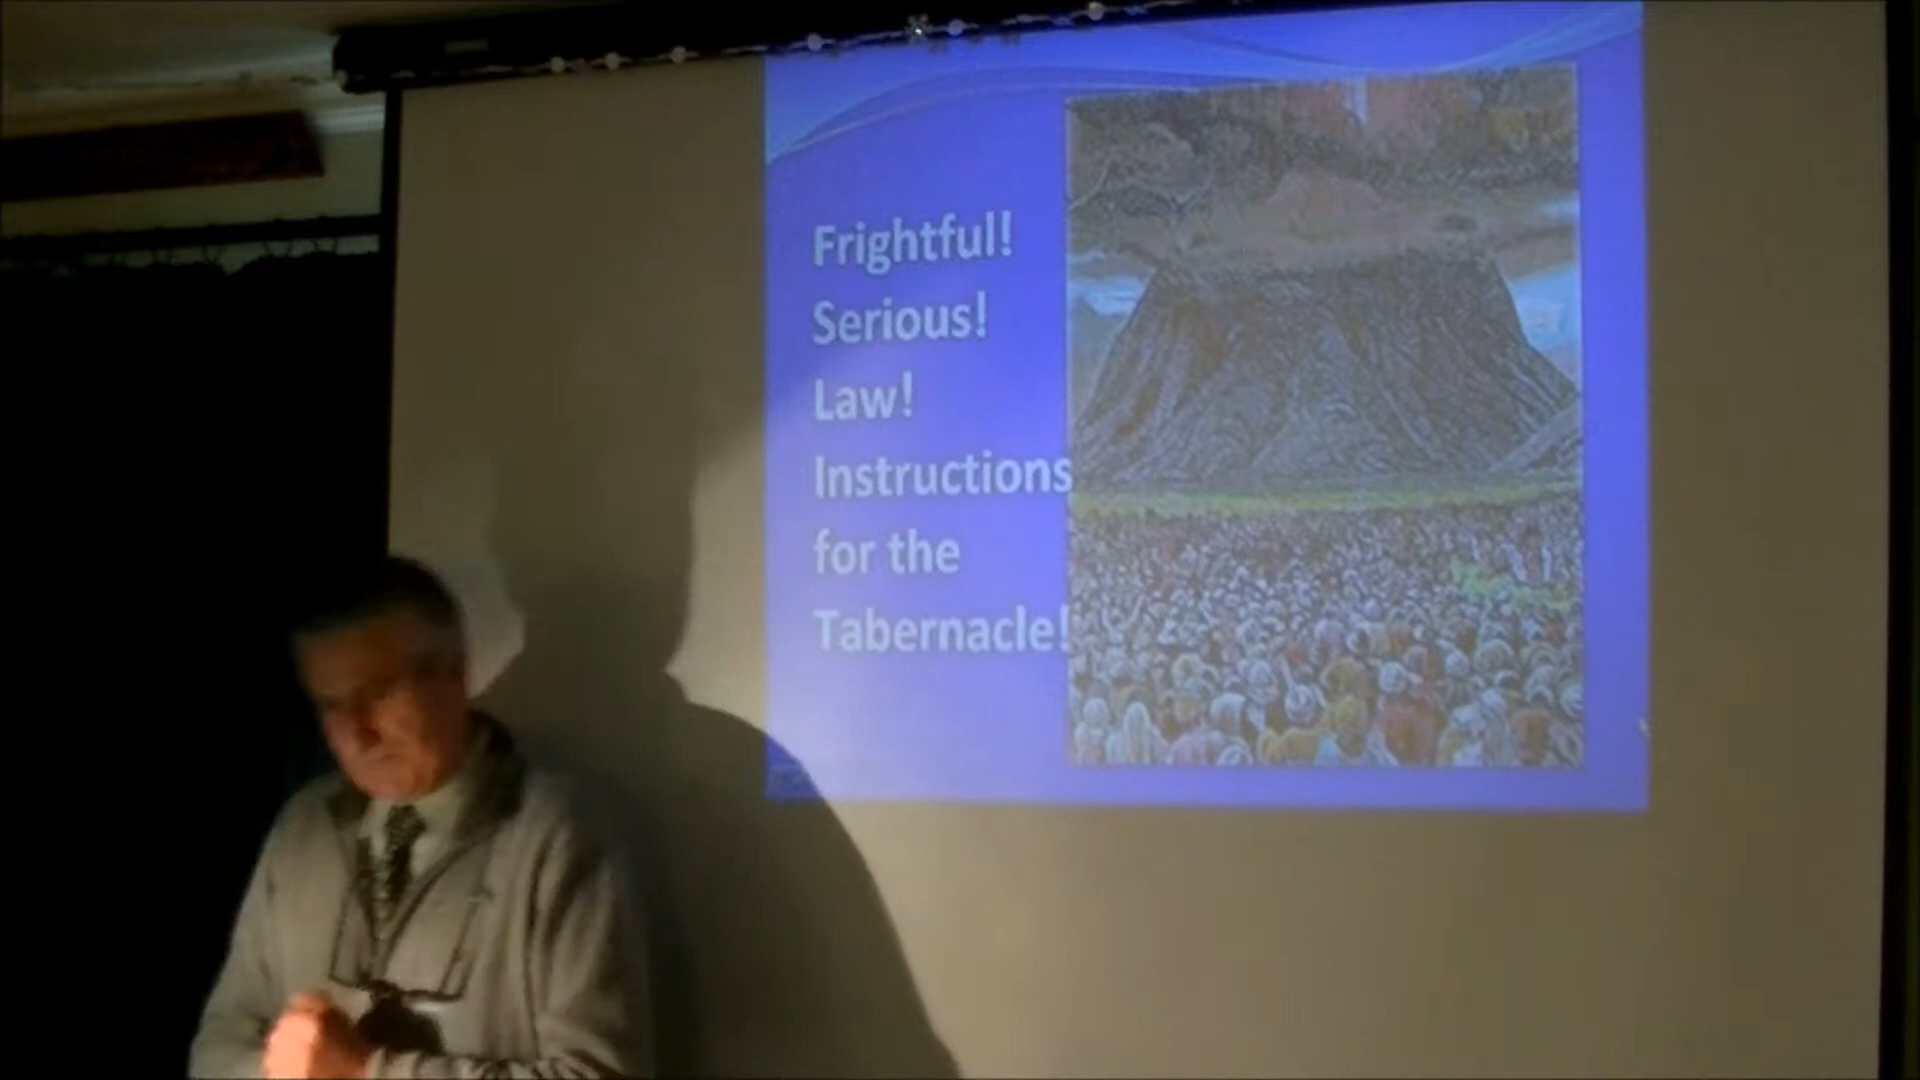 Frightful!
Serious!
Law!
Instructions
for the
Tabernacle!